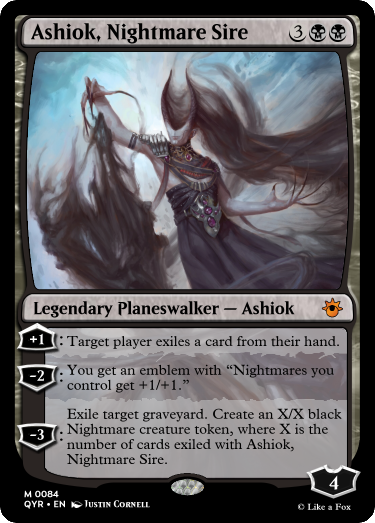 Ashiok, Nightmare Sire 3
Legendary Planeswalker — Ashiok
+1: Target player exiles a card from their hand.
-2: You get an emblem with “Nightmares you
control get +1/+1.”
Exile target graveyard. Create an X/X black
-3: Nightmare creature token, where X is the
number of cards exiled with Ashiok,
Nightmare Sire.
4
M 0084
QYR • EN Justin Cornell
© Like a Fox